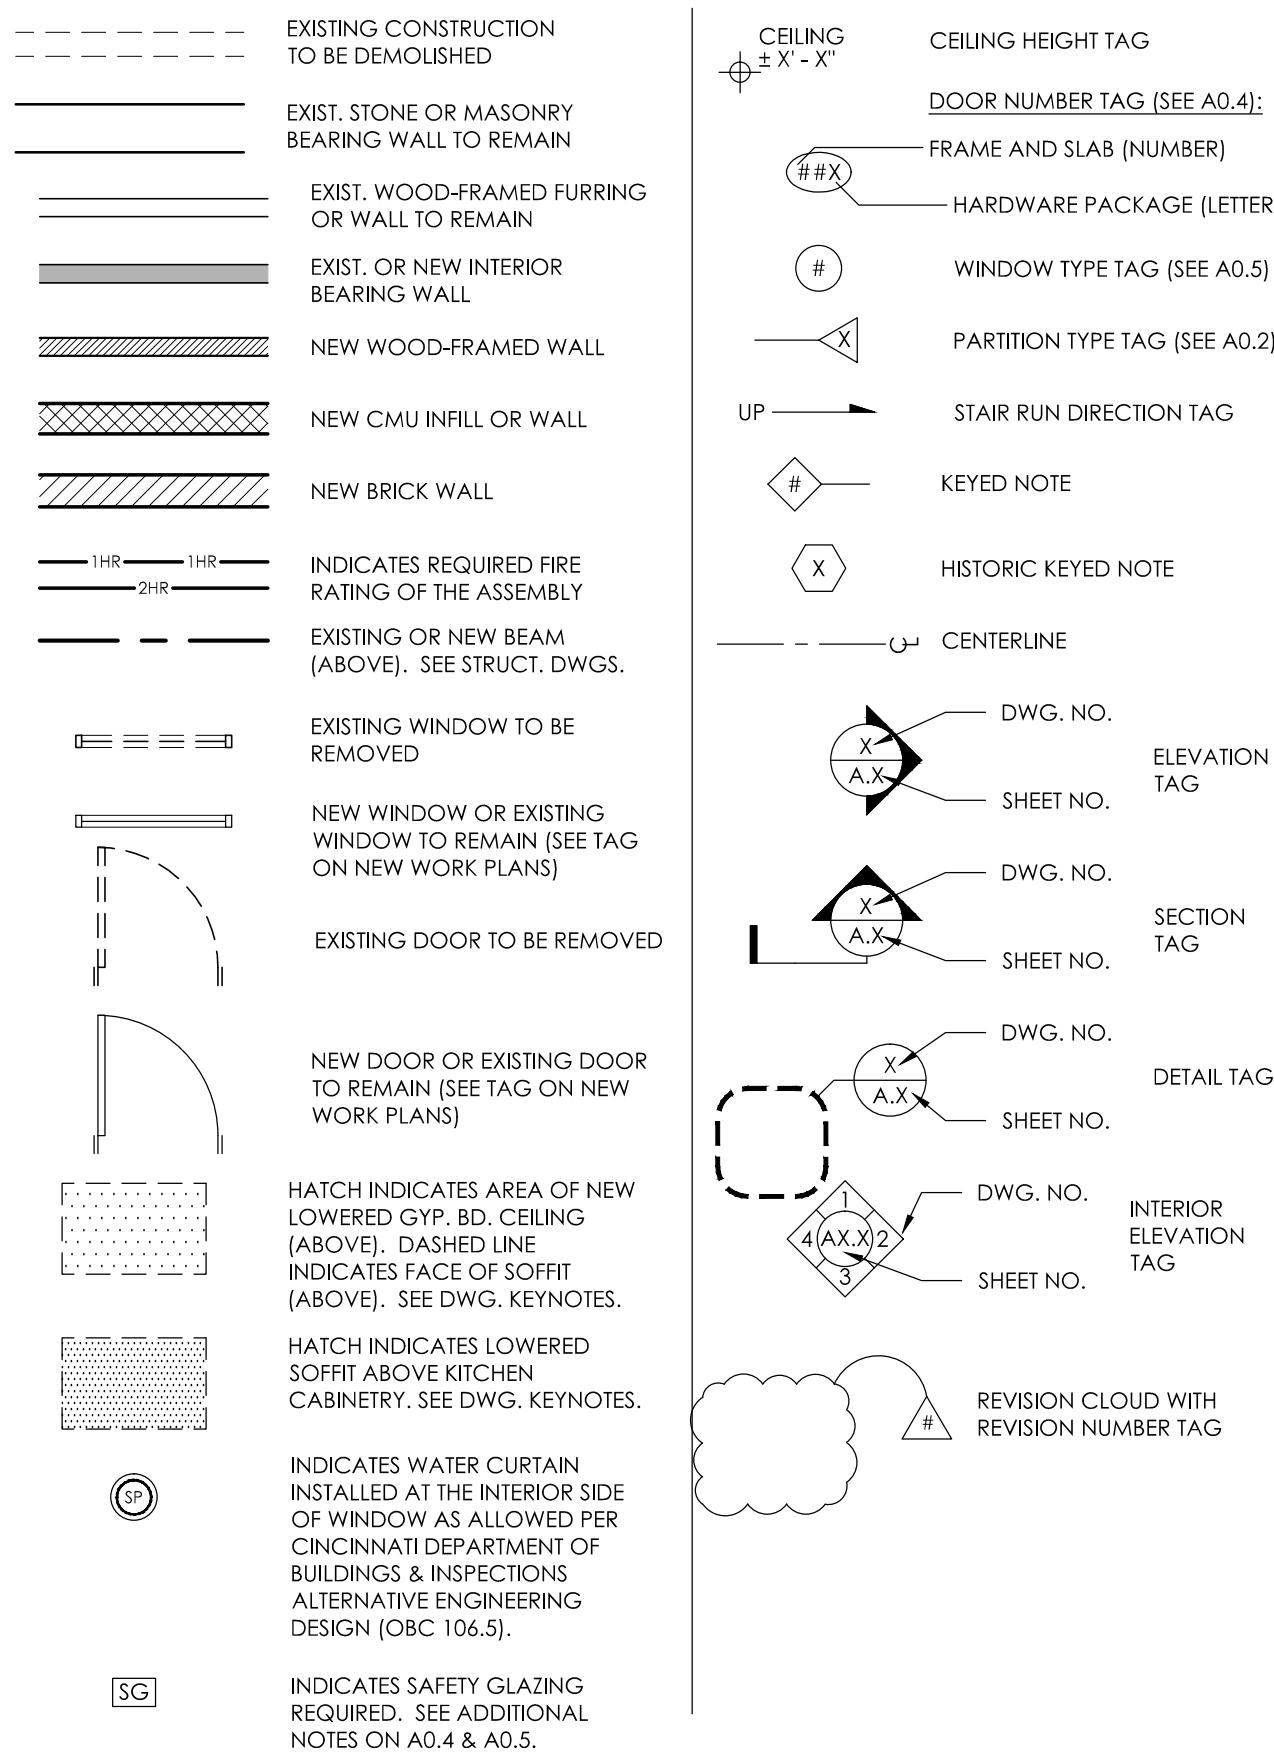 EXISTING CONSTRUCTION
TO BE DEMOLISHED
EXIST. STONE OR MASONRY
BEARING WALL TO REMAIN
EXIST. WOOD-FRAMED FURRING
OR WALL TO REMAIN
EXIST. OR NEW INTERIOR
BEARING WALL
NEW WOOD-FRAMED WALL
NEW CMU INFILL OR WALL
NEW BRICK WALL
1HR 1HR
2HR
INDICATES REQUIRED FIRE
RATING OF THE ASSEMBLY
EXISTING OR NEW BEAM
(ABOVE). SEE STRUCT. DWGS.
EXISTING WINDOW TO BE
REMOVED
NEW WINDOW OR EXISTING
WINDOW TO REMAIN (SEE TAG
ON NEW WORK PLANS)
EXISTING DOOR TO BE REMOVED
NEW DOOR OR EXISTING DOOR
TO REMAIN (SEE TAG ON NEW
WORK PLANS)
HATCH INDICATES AREA OF NEW
LOWERED GYP. BD. CEILING
(ABOVE). DASHED LINE
INDICATES FACE OF SOFFIT
(ABOVE). SEE DWG. KEYNOTES.
HATCH INDICATES LOWERED
SOFFIT ABOVE KITCHEN
CABINETRY. SEE DWG. KEYNOTES.
SP
INDICATES WATER CURTAIN
INSTALLED AT THE INTERIOR SIDE
OF WINDOW AS ALLOWED PER
CINCINNATI DEPARTMENT OF
BUILDINGS & INSPECTIONS
ALTERNATIVE ENGINEERING
DESIGN (OBC 106.5).
SG
INDICATES SAFETY GLAZING
REQUIRED. SEE ADDITIONAL
NOTES ON A0.4 & A0.5.
CEILING
± X' - X"
CEILING HEIGHT TAG
DOOR NUMBER TAG (SEE A0.4):
##X
FRAME AND SLAB (NUMBER)
HARDWARE PACKAGE (LETTER
#
WINDOW TYPE TAG (SEE A0.5)
X
PARTITION TYPE TAG (SEE A0.2)
UP
STAIR RUN DIRECTION TAG
#
KEYED NOTE
X
HISTORIC KEYED NOTE
CENTERLINE
X
A.X
DWG. NO.
SHEET NO.
ELEVATION
TAG
X
A.X
DWG. NO.
SHEET NO.
SECTION
TAG
X
A.X
DWG. NO.
SHEET NO.
DETAIL TAG
1
4 AX.X 2
3
DWG. NO.
SHEET NO.
INTERIOR
ELEVATION
TAG
#
REVISION CLOUD WITH
REVISION NUMBER TAG